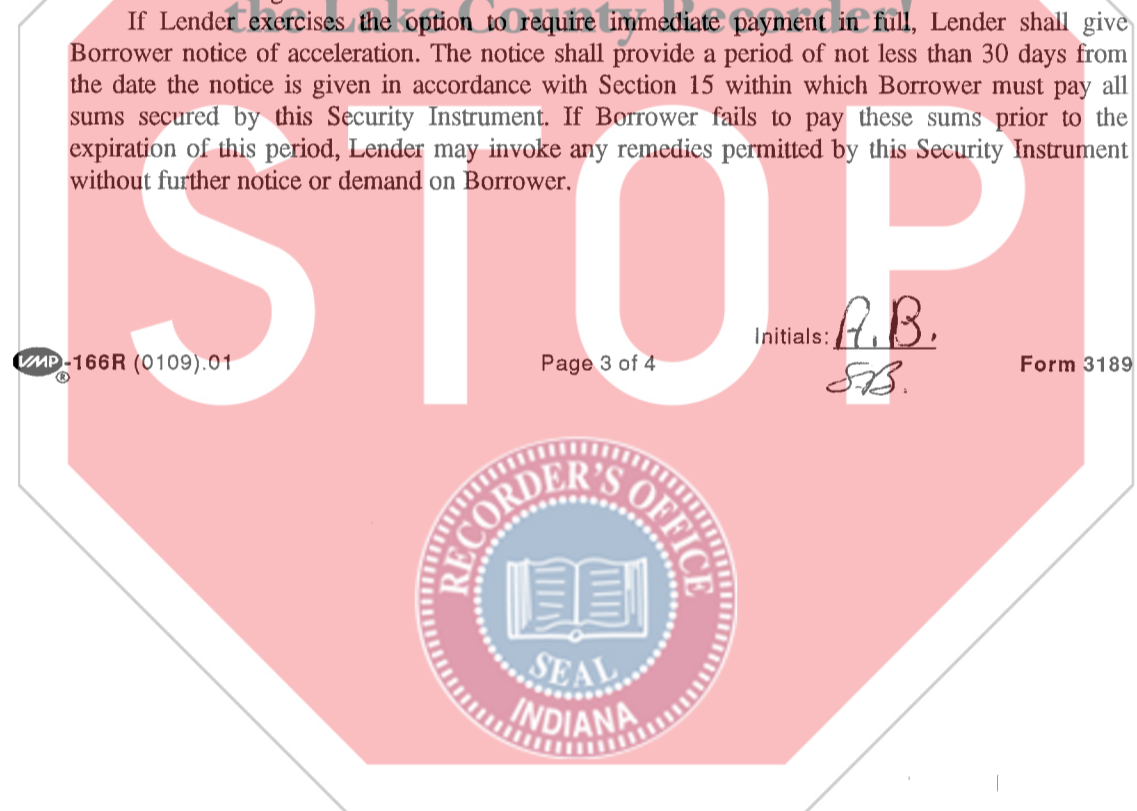 the Lake County Recorder!
If Lender exercises the option to require immediate payment in full, Lender shall give
Borrower notice of acceleration. The notice shall provide a period of not less than 30 days from
the date the notice is given in accordance with Section 15 within which Borrower must pay all
sums secured by this Security Instrument. If Borrower fails to pay these sums prior to the
expiration of this period, Lender may invoke any remedies permitted by this Security Instrument
without further notice or demand on Borrower.
STOP
Initials: A.B.
VMP®-166R (0109).01 Page 3 of 4 S.B. Form 3189
RECORDER'S OFFICE
SEAL
INDIANA